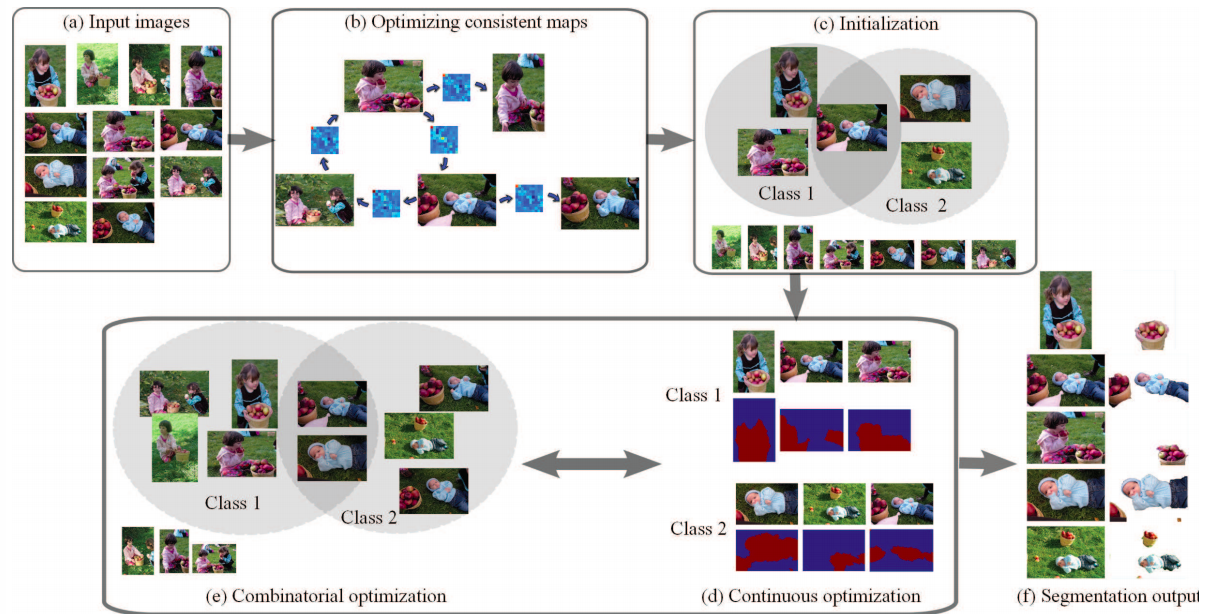 (a) Input images
(b) Optimizing consistent maps
(c) Initialization
Class 1
Class 2
Class 1
Class 2
(e) Combinatorial optimization
Class 1
Class 2
(d) Continuous optimization
(f) Segmentation output